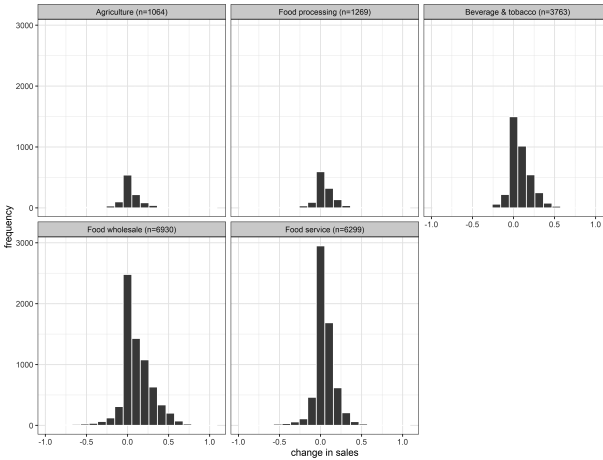 Agriculture (n=1064)
Food processing (n=1269)
Beverage & tobacco (n=3763)
3000
2000
1000
0
-1.0 -0.5 0.0 0.5 1.0
frequency
Food wholesale (n=6930)
Food service (n=6299)
3000
2000
1000
0
-1.0 -0.5 0.0 0.5 1.0
-1.0 -0.5 0.0 0.5 1.0
change in sales